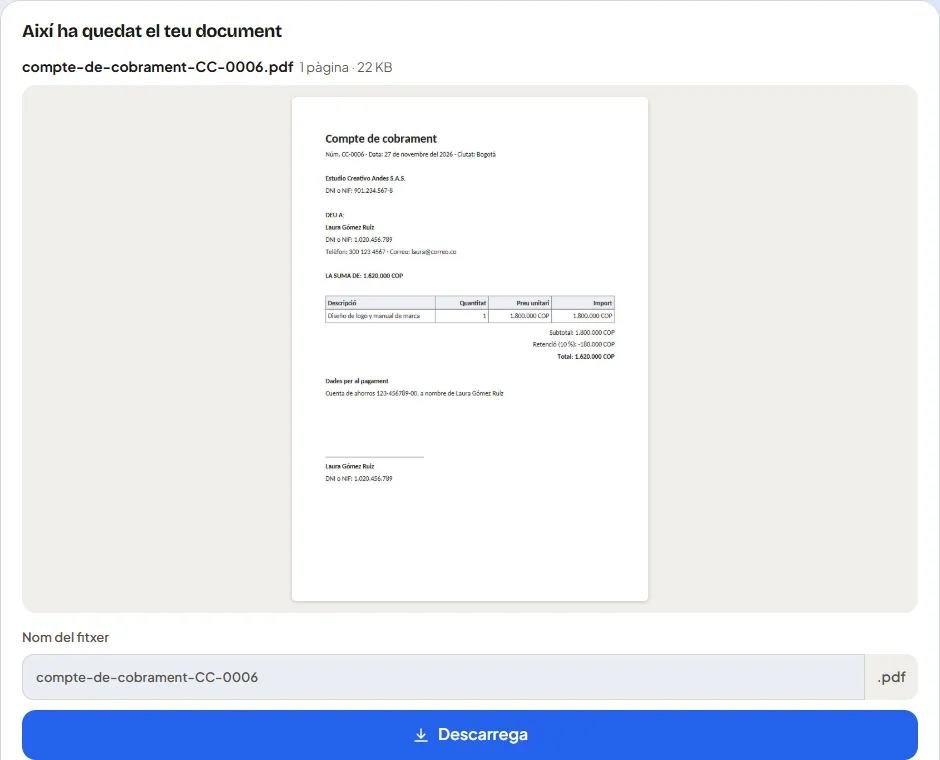 Així ha quedat el teu document
compte-de-cobrament-CC-0006.pdf 1 pàgina · 22 KB
Compte de cobrament
Núm. CC-0006 · Data: 27 de novembre del 2026 · Ciutat: Bogotà
Estudio Creativo Andes S.A.S.
DNI o NIF: 901.234.567-8
DEU A:
Laura Gómez Ruiz
DNI o NIF: 1.020.456.789
Telèfon: 300 123 4567 · Correu: laura@correo.co
LA SUMA DE: 1.620.000 COP
Descripció Quantitat Preu unitari Import
Diseño de logo y manual de marca 1 1.800.000 COP 1.800.000 COP
Subtotal: 1.800.000 COP
Retenció (10 %): -180.000 COP
Total: 1.620.000 COP
Dades per al pagament
Cuenta de ahorros 123-456789-00, a nombre de Laura Gómez Ruiz
Laura Gómez Ruiz
DNI o NIF: 1.020.456.789
Nom del fitxer
compte-de-cobrament-CC-0006 .pdf
Descarrega